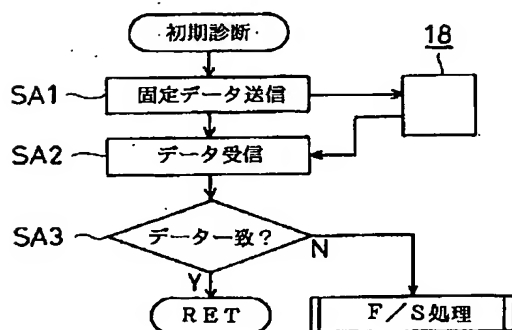 初期診断
18
SA1
固定データ送信
SA2
データ受信
SA3
データ一致?
N
Y
RET
F/S処理